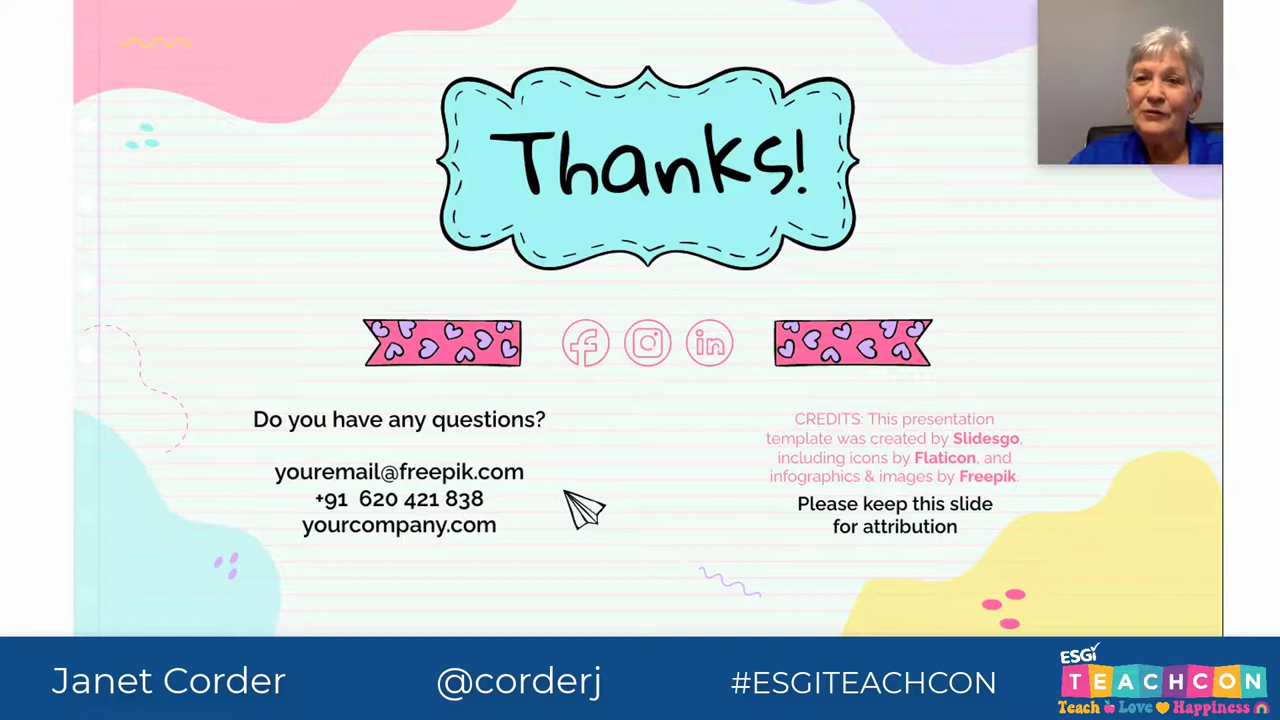 Thanks!
Do you have any questions?
youremail@freepik.com
+91 620 421 838
yourcompany.com
CREDITS: This presentation
template was created by Slidesgo,
including icons by Flaticon, and
infographics & images by Freepik.
Please keep this slide
for attribution
Janet Corder
@corderj
#ESGITEACHCON
ESGi
TEACHCON
Teach Love Happiness